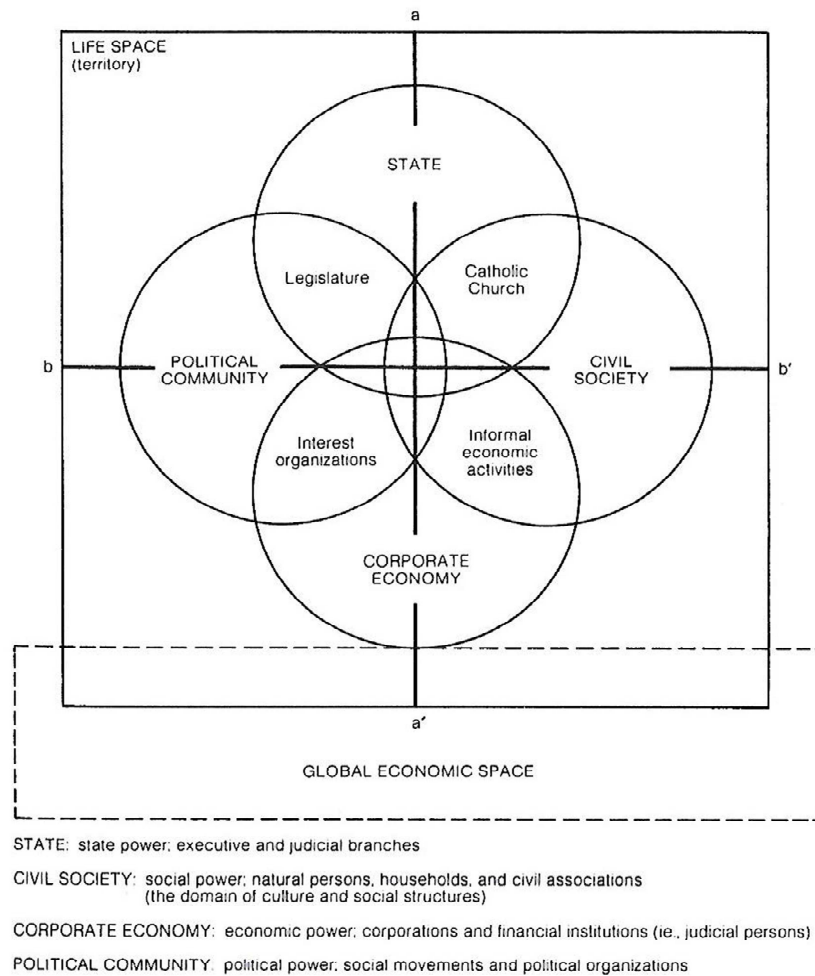 a
LIFE SPACE
(territory)
STATE
Legislature
Catholic
Church
b
POLITICAL
COMMUNITY
CIVIL
SOCIETY
b'
Interest
organizations
Informal
economic
activities
CORPORATE
ECONOMY
a'
GLOBAL ECONOMIC SPACE
STATE: state power; executive and judicial branches
CIVIL SOCIETY: social power; natural persons, households, and civil associations
(the domain of culture and social structures)
CORPORATE ECONOMY: economic power; corporations and financial institutions (ie., judicial persons)
POLITICAL COMMUNITY: political power; social movements and political organizations